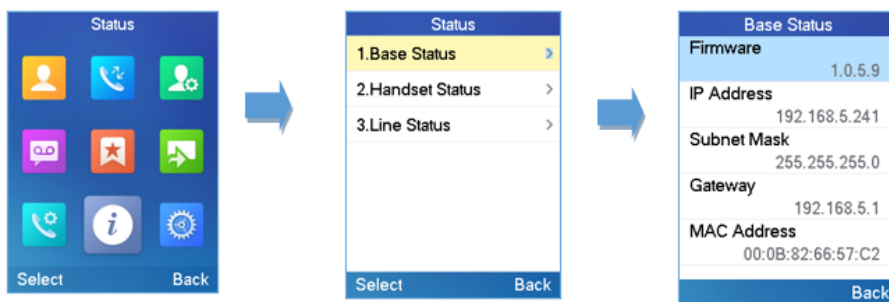 Status
Select Back
Status
1.Base Status
2.Handset Status
3.Line Status
Select Back
Base Status
Firmware
1.0.5.9
IP Address
192.168.5.241
Subnet Mask
255.255.255.0
Gateway
192.168.5.1
MAC Address
00:0B:82:66:57:C2
Back